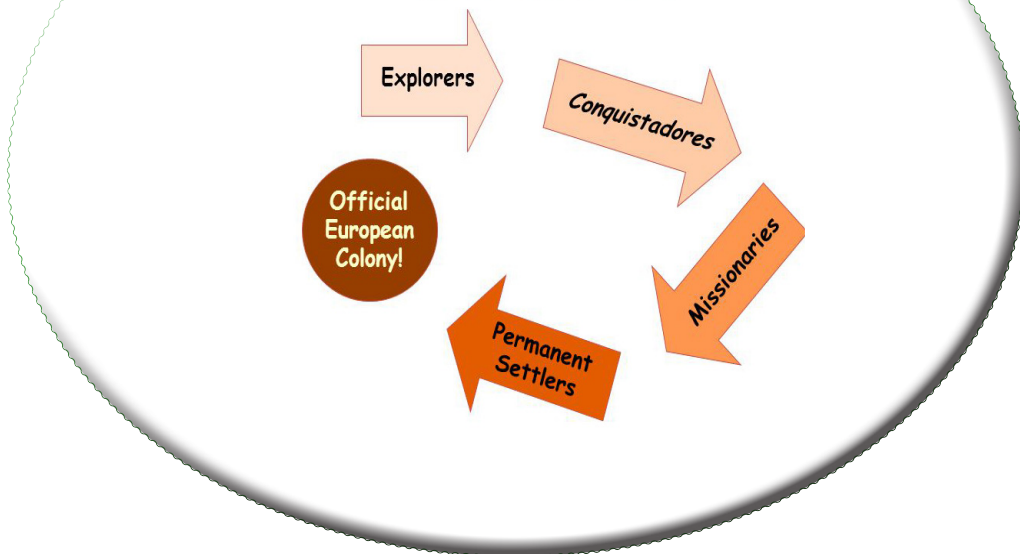 Explorers
Conquistadores
Missionaries
Permanent
Settlers
Official
European
Colony!